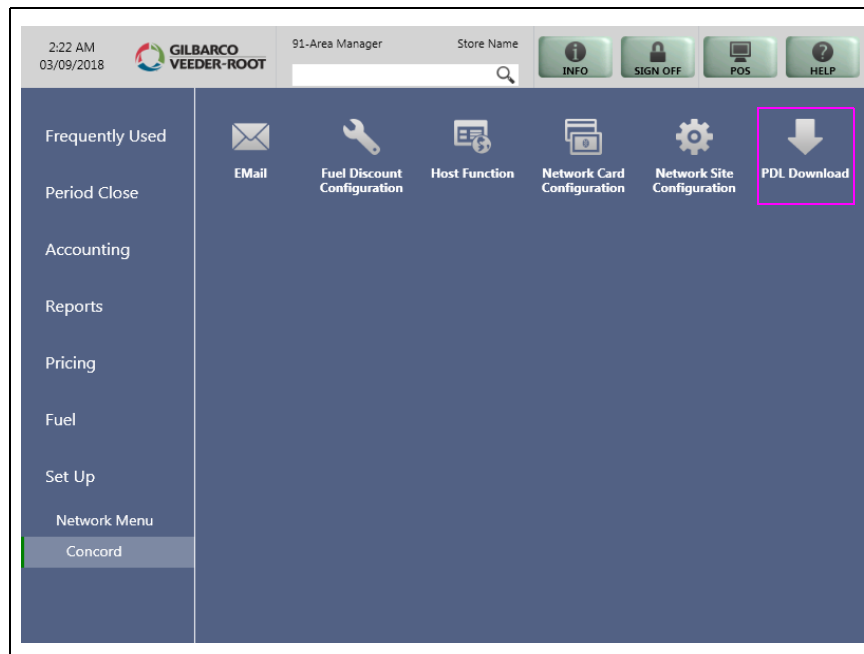 2:22 AM
03/09/2018
GILBARCO
VEEDER-ROOT
91-Area Manager
Store Name
INFO
SIGN OFF
POS
HELP
Frequently Used
Period Close
Accounting
Reports
Pricing
Fuel
Set Up
Network Menu
Concord
EMail
Fuel Discount
Configuration
Host Function
Network Card
Configuration
Network Site
Configuration
PDL Download